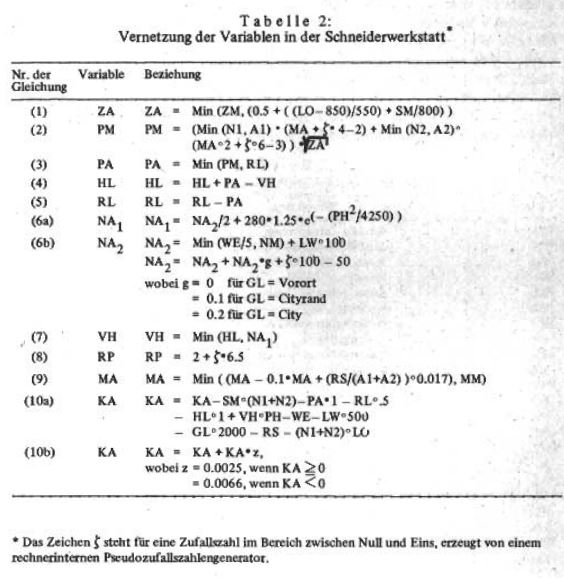 Tabelle 2:
Vernetzung der Variablen in der Schneiderwerkstatt*
Nr. der Gleichung Variable Beziehung
(1) ZA ZA = Min (ZM, (0.5 + ( (LO−850)/550) + SM/800) )
(2) PM PM = (Min (N1, A1) * (MA + ζ* 4−2) + Min (N2, A2)*
(MA*2 + ζ*6−3) ) *√ZA
(3) PA PA = Min (PM, RL)
(4) HL HL = HL + PA − VH
(5) RL RL = RL − PA
(6a) NA₁ NA₁ = NA₂/2 + 280*1.25*e(− (PH²/4250) )
(6b) NA₂ NA₂ = Min (WE/5, NM) + LW*100
NA₂ = NA₂ + NA₂*g + ζ*100 − 50
wobei g = 0 für GL = Vorort
= 0.1 für GL = Cityrand
= 0.2 für GL = City
(7) VH VH = Min (HL, NA₁)
(8) RP RP = 2 + ζ*6.5
(9) MA MA = Min ( (MA − 0.1*MA + (RS/(A1+A2) )*0.017), MM)
(10a) KA KA = KA−SM*(N1+N2)−PA*1 − RL*.5
− HL*1 + VH*PH−WE−LW*500
− GL*2000 − RS − (N1+N2)*LO
(10b) KA KA = KA + KA*z,
wobei z = 0.0025, wenn KA ≧ 0
= 0.0066, wenn KA < 0
* Das Zeichen ζ steht für eine Zufallszahl im Bereich zwischen Null und Eins, erzeugt von einem
rechnerinternen Pseudozufallszahlengenerator.